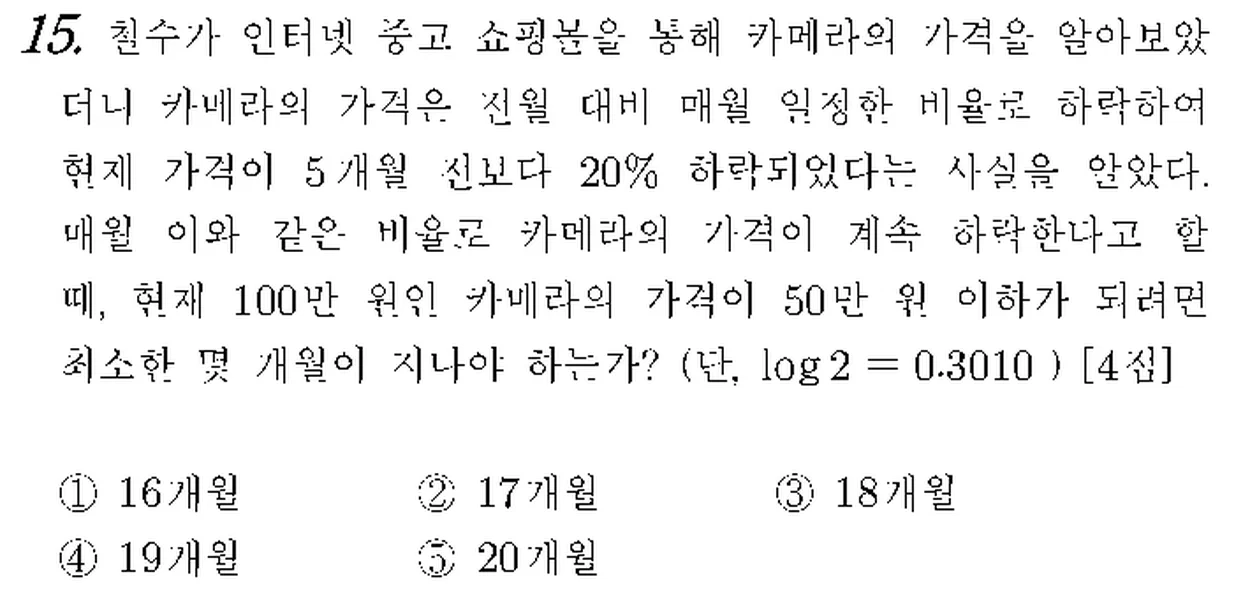 15. 철수가 인터넷 중고 쇼핑몰을 통해 카메라의 가격을 알아보았
더니 카메라의 가격은 전월 대비 매월 일정한 비율로 하락하여
현재 가격이 5개월 전보다 20% 하락되었다는 사실을 알았다.
매월 이와 같은 비율로 카메라의 가격이 계속 하락한다고 할
때, 현재 100만 원인 카메라의 가격이 50만 원 이하가 되려면
최소한 몇 개월이 지나야 하는가? (단, log 2 = 0.3010 ) [4점]
① 16개월 ② 17개월 ③ 18개월
④ 19개월 ⑤ 20개월